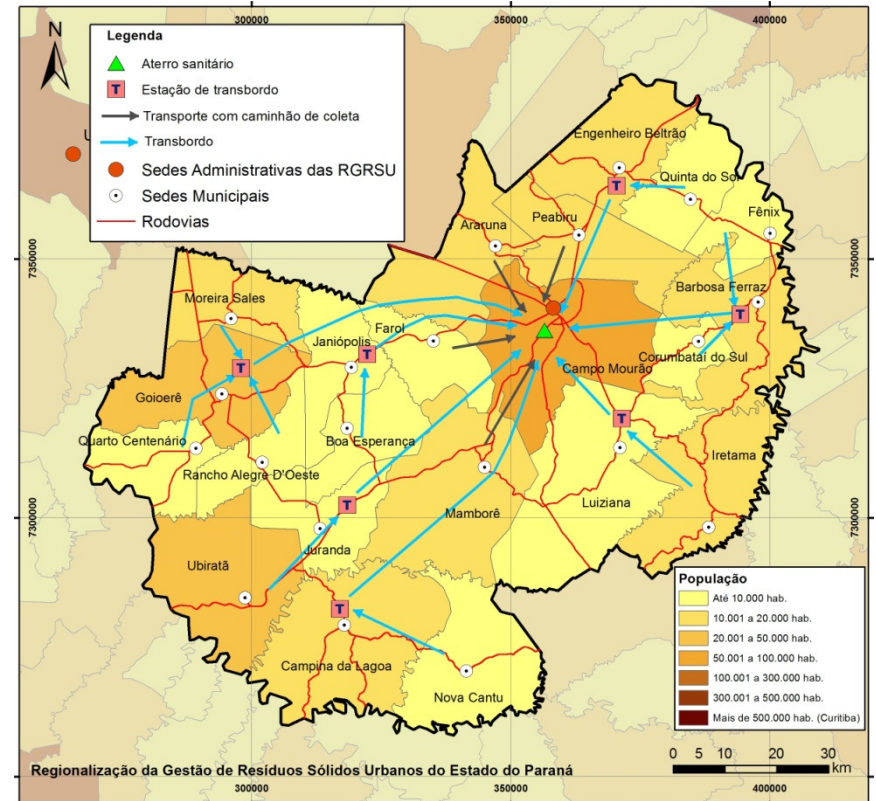 300000 350000 400000
N
Legenda
Aterro sanitário
T Estação de transbordo
Transporte com caminhão de coleta
Transbordo
Sedes Administrativas das RGRSU
Sedes Municipais
Rodovias
U
Engenheiro Beltrão
Quinta do Sol
T
Fênix
Peabiru
Araruna
7350000
7350000
Barbosa Ferraz
Moreira Sales
T
Farol
Janiópolis
T
Corumbataí do Sul
T
Campo Mourão
Goioerê
T
Quarto Centenário
Boa Esperança
Iretama
Rancho Alegre D'Oeste
Luiziana
T
Mamborê
7300000
7300000
Juranda
Ubiratã
T
Campina da Lagoa
Nova Cantu
População
Até 10.000 hab.
10.001 a 20.000 hab.
20.001 a 50.000 hab.
50.001 a 100.000 hab.
100.001 a 300.000 hab.
300.001 a 500.000 hab.
Mais de 500.000 hab. (Curitiba)
0 5 10 20 30
km
Regionalização da Gestão de Resíduos Sólidos Urbanos do Estado do Paraná
300000 350000 400000